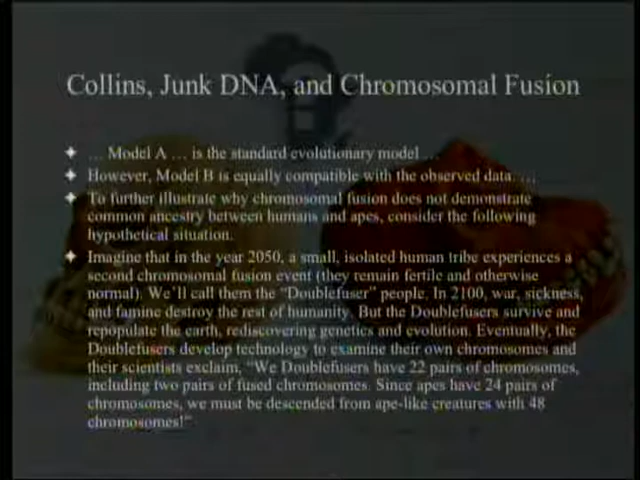 Collins, Junk DNA, and Chromosomal Fusion
… Model A … is the standard evolutionary model …
However, Model B is equally compatible with the observed data. …
To further illustrate why chromosomal fusion does not demonstrate
common ancestry between humans and apes, consider the following
hypothetical situation.
Imagine that in the year 2050, a small, isolated human tribe experiences a
second chromosomal fusion event (they remain fertile and otherwise
normal). We'll call them the "Doublefuser" people. In 2100, war, sickness,
and famine destroy the rest of humanity. But the Doublefusers survive and
repopulate the earth, rediscovering genetics and evolution. Eventually, the
Doublefusers develop technology to examine their own chromosomes and
their scientists exclaim, "We Doublefusers have 22 pairs of chromosomes,
including two pairs of fused chromosomes. Since apes have 24 pairs of
chromosomes, we must be descended from ape-like creatures with 48
chromosomes!"